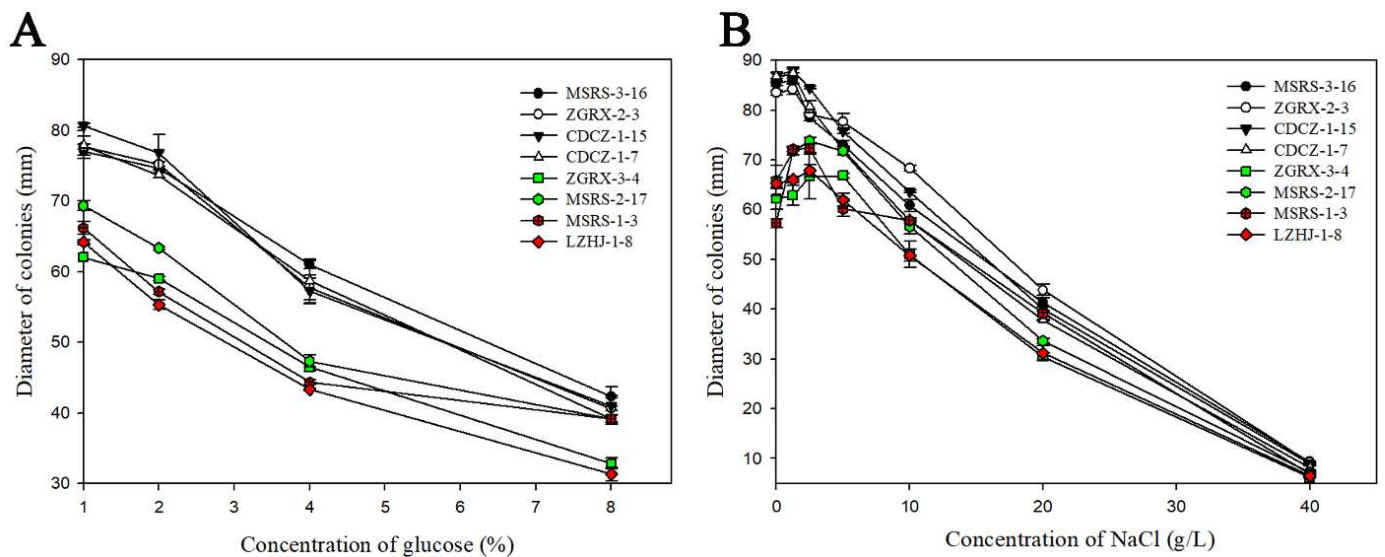 A
B
90
80
70
60
50
40
30
1 2 3 4 5 6 7 8
Diameter of colonies (mm)
Concentration of glucose (%)
MSRS-3-16
ZGRX-2-3
CDCZ-1-15
CDCZ-1-7
ZGRX-3-4
MSRS-2-17
MSRS-1-3
LZHJ-1-8
90
80
70
60
50
40
30
20
10
0 10 20 30 40
Diameter of colonies (mm)
Concentration of NaCl (g/L)
MSRS-3-16
ZGRX-2-3
CDCZ-1-15
CDCZ-1-7
ZGRX-3-4
MSRS-2-17
MSRS-1-3
LZHJ-1-8